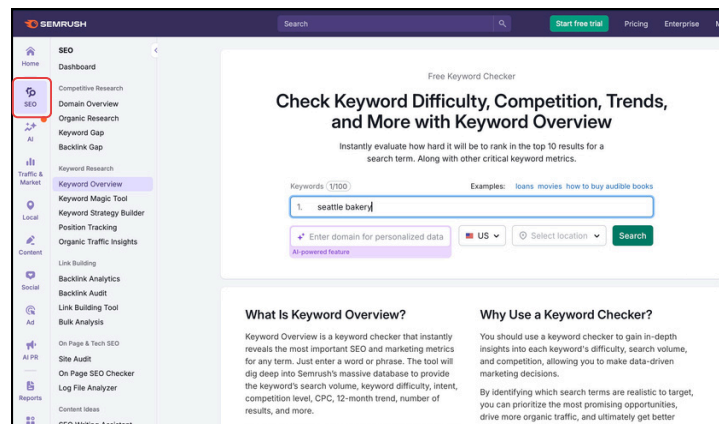 SEMRUSH
Search
Start free trial
Pricing
Enterprise
Home
SEO
AI
Traffic &
Market
Local
Content
Social
Ad
AI PR
Reports
SEO
Dashboard
Competitive Research
Domain Overview
Organic Research
Keyword Gap
Backlink Gap
Keyword Research
Keyword Overview
Keyword Magic Tool
Keyword Strategy Builder
Position Tracking
Organic Traffic Insights
Link Building
Backlink Analytics
Backlink Audit
Link Building Tool
Bulk Analysis
On Page & Tech SEO
Site Audit
On Page SEO Checker
Log File Analyzer
Content Ideas
SEO Writing Assistant
Free Keyword Checker
Check Keyword Difficulty, Competition, Trends,
and More with Keyword Overview
Instantly evaluate how hard it will be to rank in the top 10 results for a
search term. Along with other critical keyword metrics.
Keywords (1/100)
Examples: loans movies how to buy audible books
1. seattle bakery
Enter domain for personalized data
US
Select location
Search
AI-powered feature
What Is Keyword Overview?
Keyword Overview is a keyword checker that instantly
reveals the most important SEO and marketing metrics
for any term. Just enter a word or phrase. The tool will
dig deep into Semrush's massive database to provide
the keyword's search volume, keyword difficulty, intent,
competition level, CPC, 12-month trend, number of
results, and more.
Why Use a Keyword Checker?
You should use a keyword checker to gain in-depth
insights into each keyword's difficulty, search volume,
and competition, allowing you to make data-driven
marketing decisions.
By identifying which search terms are realistic to target,
you can prioritize the most promising opportunities,
drive more organic traffic, and ultimately get better